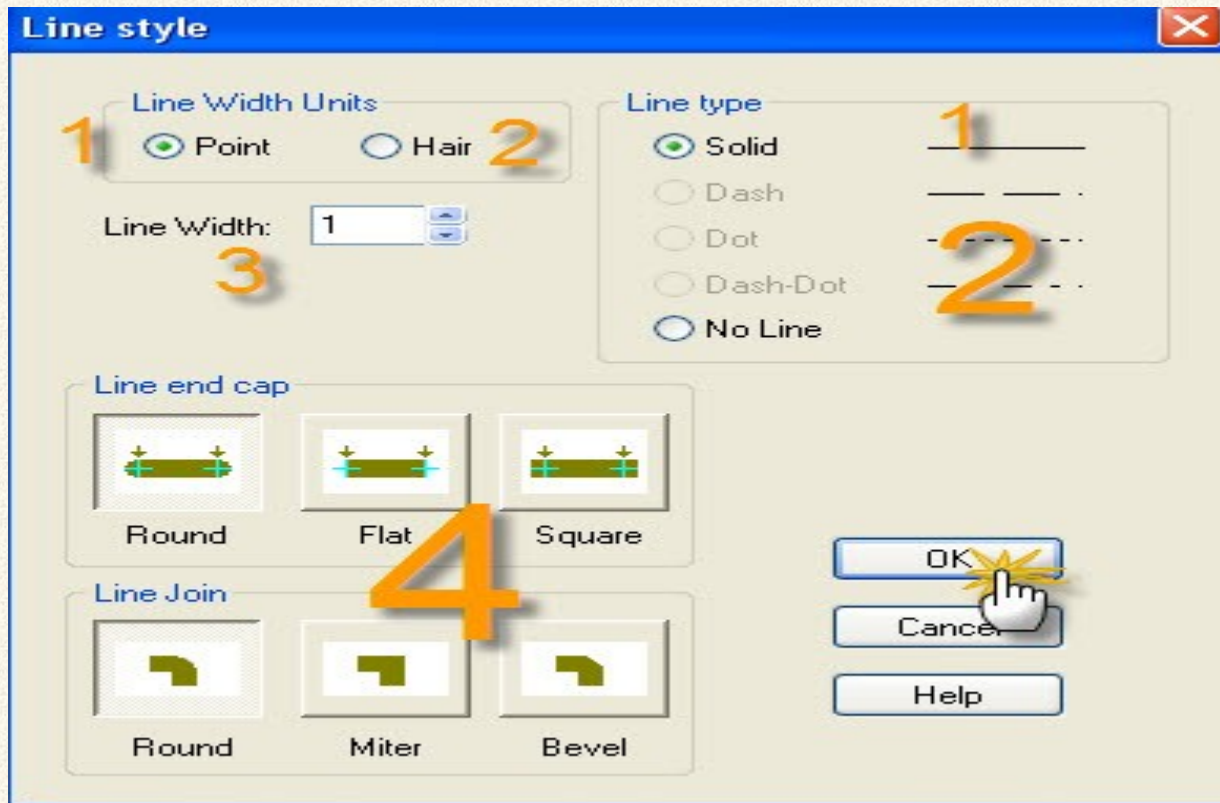 Line style
Line Width Units
1 Point Hair 2
Line Width: 1
3
Line type
Solid 1
Dash
Dot
2
Dash-Dot
No Line
Line end cap
Round Flat Square
4
Line Join
Round Miter Bevel
OK
Cancel
Help